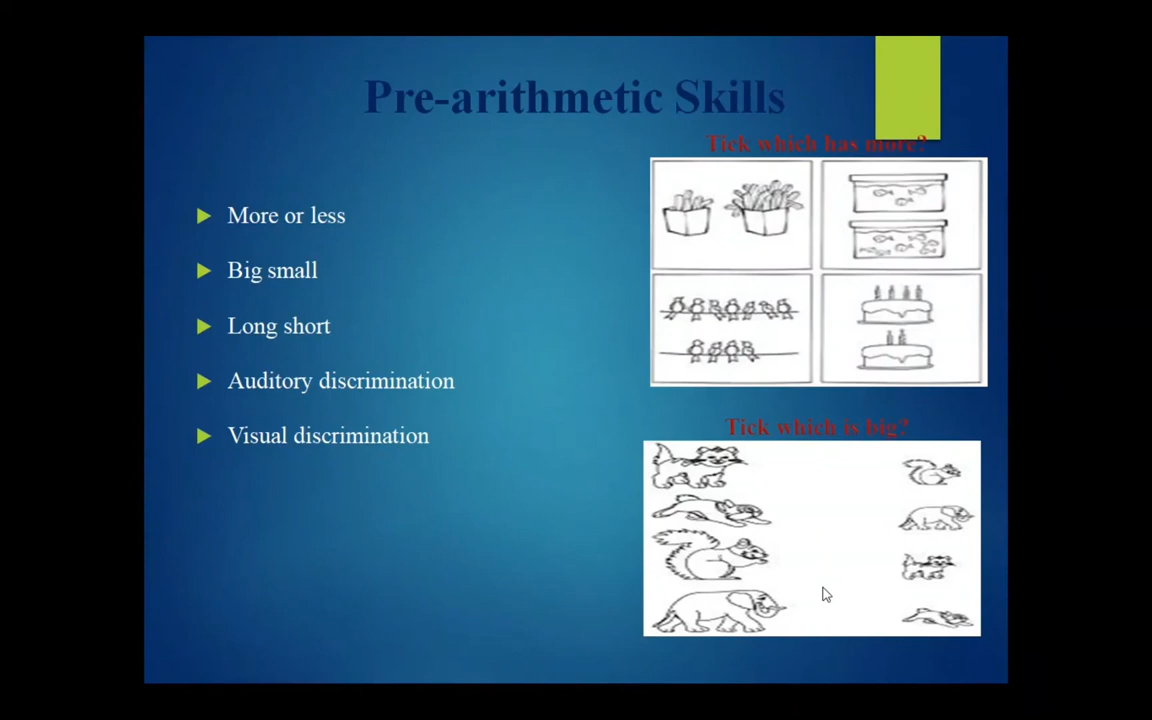 Pre-arithmetic Skills
Tick which has more?
More or less
Big small
Long short
Auditory discrimination
Visual discrimination
Tick which is big?